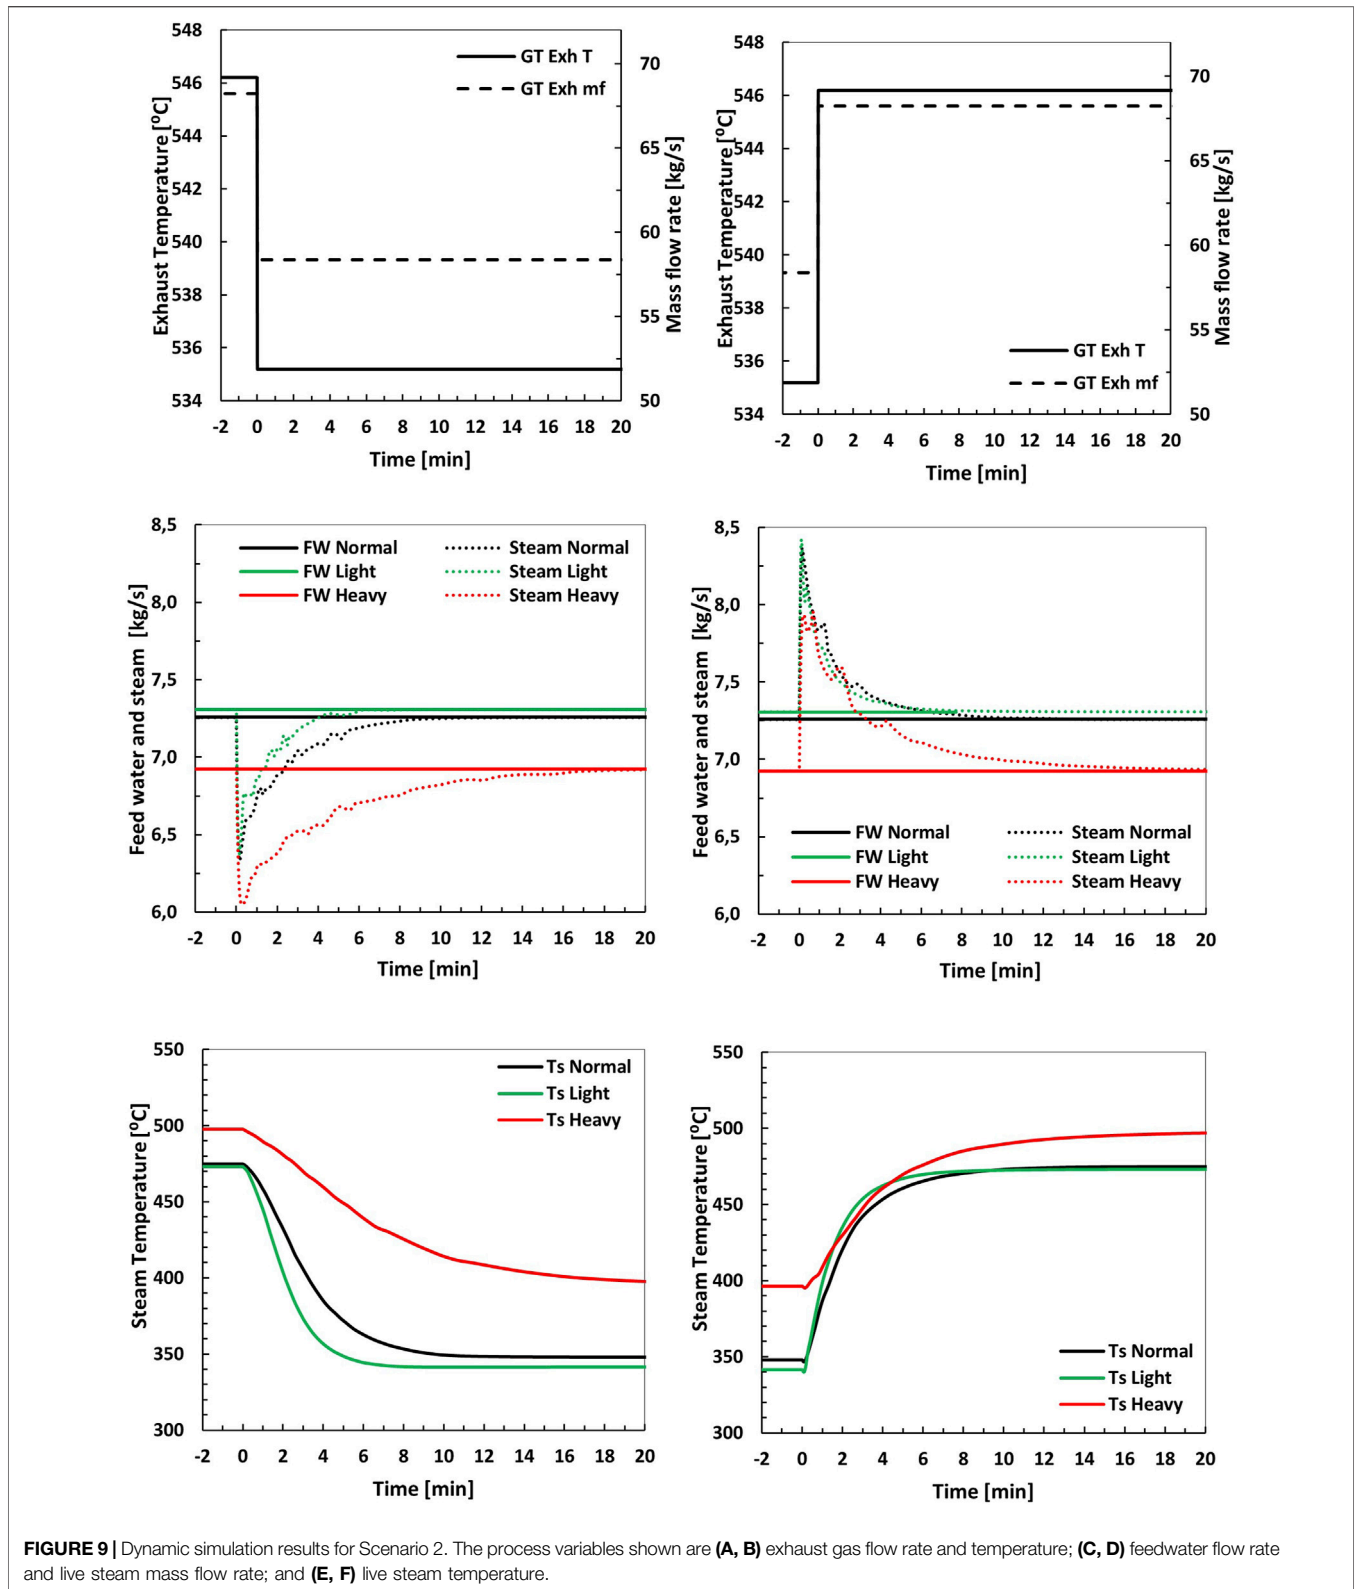 548
546
544
542
540
538
536
534
Exhaust Temperature [⁰C]
GT Exh T
GT Exh mf
70
65
60
55
50
Mass flow rate [kg/s]
-2 0 2 4 6 8 10 12 14 16 18 20
Time [min]
548
546
544
542
540
538
536
534
Exhaust Temperature [⁰C]
GT Exh T
GT Exh mf
70
65
60
55
50
Mass flow rate [kg/s]
-2 0 2 4 6 8 10 12 14 16 18 20
Time [min]
8,5
8,0
7,5
7,0
6,5
6,0
Feed water and steam [kg/s]
FW Normal Steam Normal
FW Light Steam Light
FW Heavy Steam Heavy
-2 0 2 4 6 8 10 12 14 16 18 20
Time [min]
8,5
8,0
7,5
7,0
6,5
6,0
Feed water and steam [kg/s]
FW Normal Steam Normal
FW Light Steam Light
FW Heavy Steam Heavy
-2 0 2 4 6 8 10 12 14 16 18 20
Time [min]
550
500
450
400
350
300
Steam Temperature [⁰C]
Ts Normal
Ts Light
Ts Heavy
-2 0 2 4 6 8 10 12 14 16 18 20
Time [min]
550
500
450
400
350
300
Steam Temperature [⁰C]
Ts Normal
Ts Light
Ts Heavy
-2 0 2 4 6 8 10 12 14 16 18 20
Time [min]
FIGURE 9 | Dynamic simulation results for Scenario 2. The process variables shown are (A, B) exhaust gas flow rate and temperature; (C, D) feedwater flow rate
and live steam mass flow rate; and (E, F) live steam temperature.